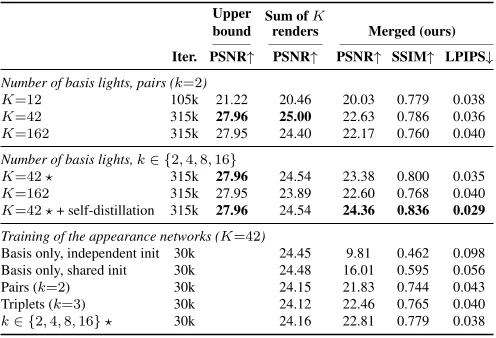 Upper Sum of K
bound renders Merged (ours)
Iter. PSNR↑ PSNR↑ PSNR↑ SSIM↑ LPIPS↓
Number of basis lights, pairs (k=2)
K=12 105k 21.22 20.46 20.03 0.779 0.038
K=42 315k 27.96 25.00 22.63 0.786 0.036
K=162 315k 27.95 24.40 22.17 0.760 0.040
Number of basis lights, k ∈ {2, 4, 8, 16}
K=42 ⋆ 315k 27.96 24.54 23.38 0.800 0.035
K=162 315k 27.95 23.89 22.60 0.768 0.040
K=42 ⋆ + self-distillation 315k 27.96 24.54 24.36 0.836 0.029
Training of the appearance networks (K=42)
Basis only, independent init 30k 24.45 9.81 0.462 0.098
Basis only, shared init 30k 24.48 16.01 0.595 0.056
Pairs (k=2) 30k 24.15 21.83 0.744 0.043
Triplets (k=3) 30k 24.12 22.46 0.765 0.040
k ∈ {2, 4, 8, 16} ⋆ 30k 24.16 22.81 0.779 0.038